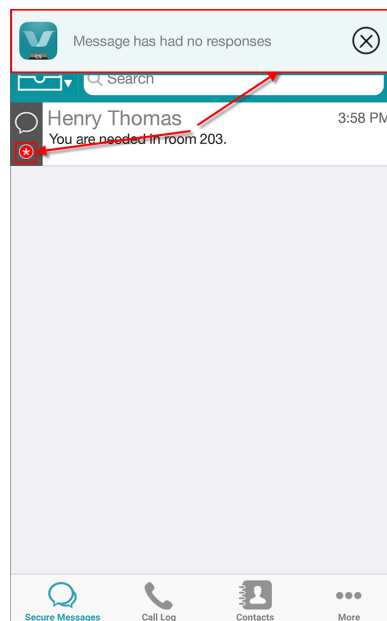 Message has had no responses
CS
Search
Henry Thomas
3:58 PM
You are needed in room 203.
Secure Messages
Call Log
Contacts
More